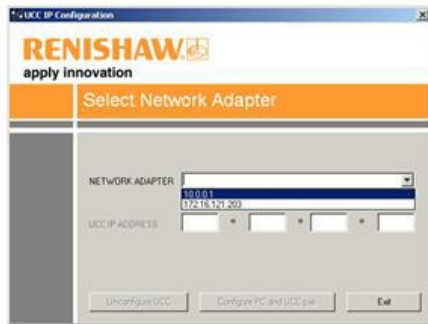 UCC IP Configuration
RENISHAW
apply innovation
Select Network Adapter
NETWORK ADAPTER
10.0.0.1
172.16.121.203
UCC IP ADDRESS
Unconfigure UCC
Configure PC and UCC pair
Exit